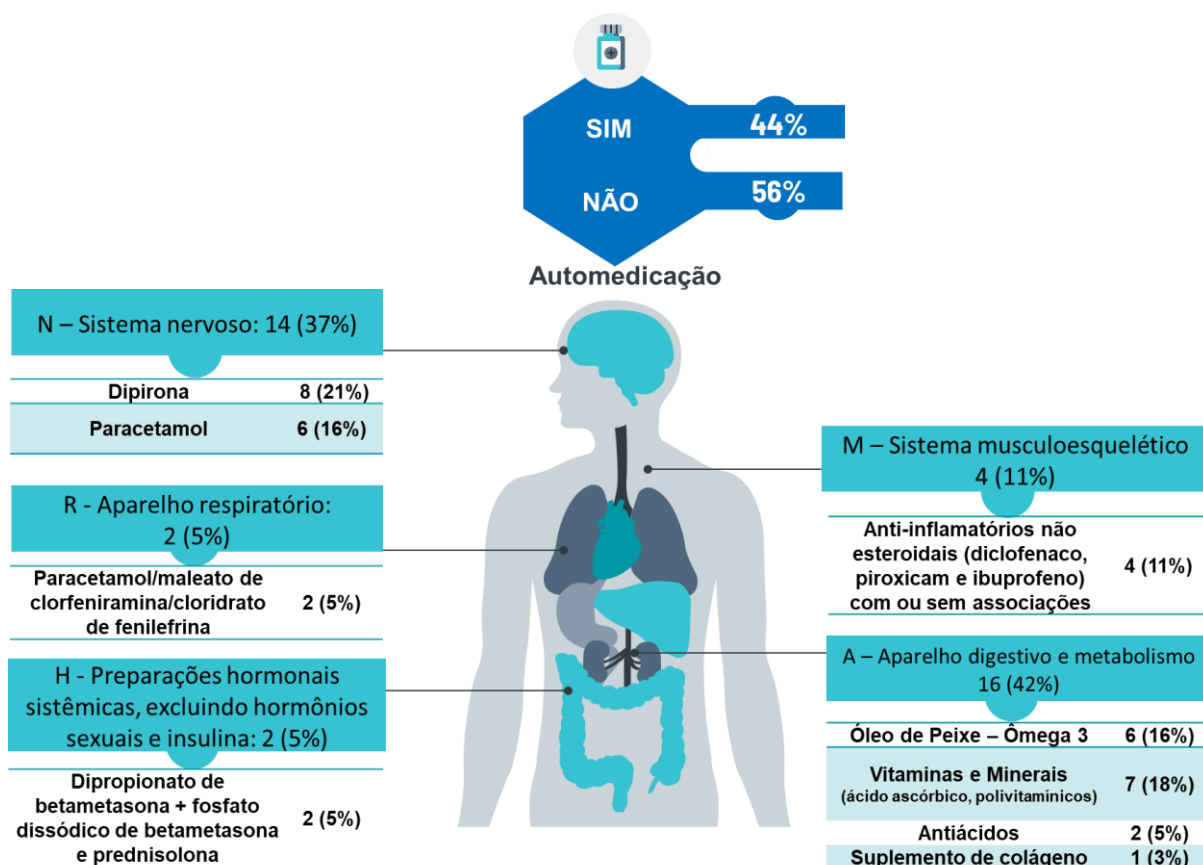 SIM 44%
NÃO 56%
Automedicação
N – Sistema nervoso: 14 (37%)
Dipirona 8 (21%)
Paracetamol 6 (16%)
R - Aparelho respiratório:
2 (5%)
Paracetamol/maleato de
clorfeniramina/cloridrato 2 (5%)
de fenilefrina
H - Preparações hormonais
sistêmicas, excluindo hormônios
sexuais e insulina: 2 (5%)
Dipropionato de
betametasona + fosfato
dissódico de betametasona 2 (5%)
e prednisolona
M – Sistema musculoesquelético
4 (11%)
Anti-inflamatórios não
esteroidais (diclofenaco,
piroxicam e ibuprofeno) 4 (11%)
com ou sem associações
A – Aparelho digestivo e metabolismo
16 (42%)
Óleo de Peixe – Ômega 3 6 (16%)
Vitaminas e Minerais 7 (18%)
(ácido ascórbico, polivitamínicos)
Antiácidos 2 (5%)
Suplemento de colágeno 1 (3%)